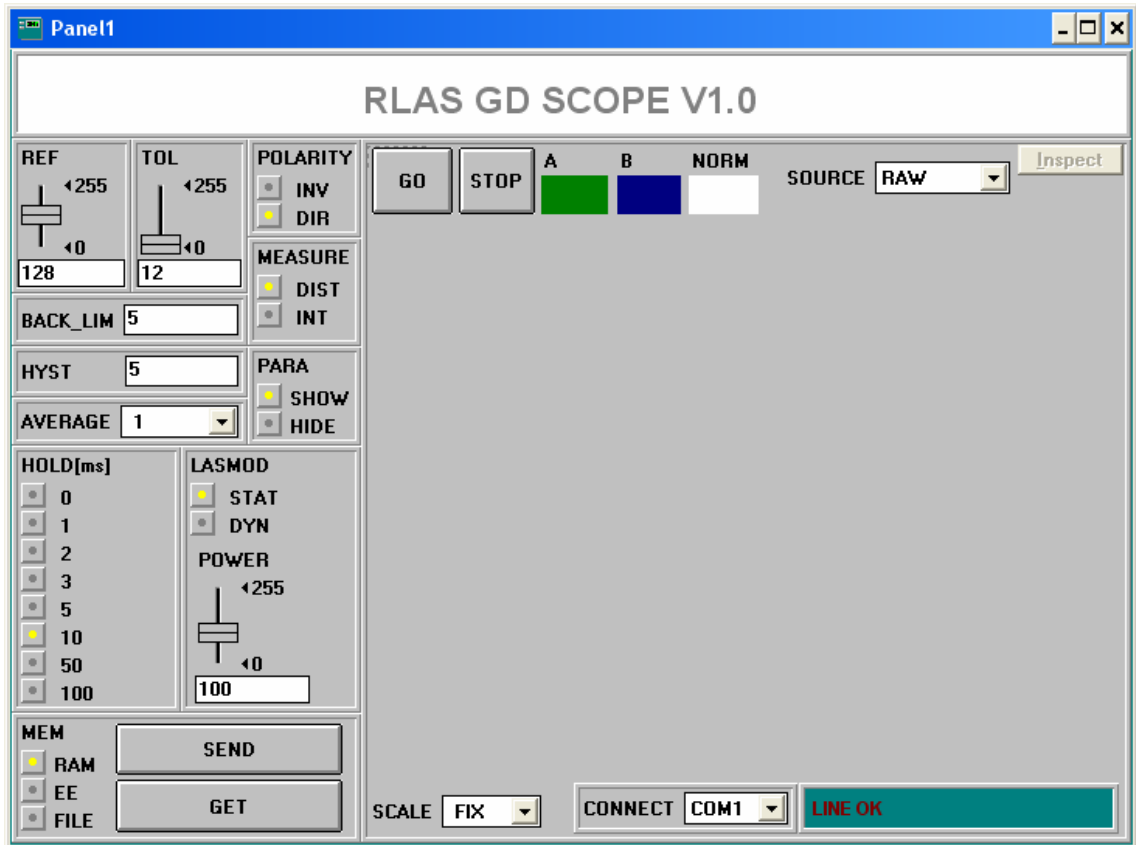 Panel1
RLAS GD SCOPE V1.0
REF
255
0
128
TOL
255
0
12
POLARITY
INV
DIR
GO
STOP
A
B
NORM
SOURCE RAW
Inspect
MEASURE
DIST
INT
BACK_LIM 5
HYST 5
PARA
SHOW
HIDE
AVERAGE 1
HOLD[ms]
0
1
2
3
5
10
50
100
LASMOD
STAT
DYN
POWER
255
0
100
MEM
RAM
EE
FILE
SEND
GET
SCALE FIX
CONNECT COM1
LINE OK